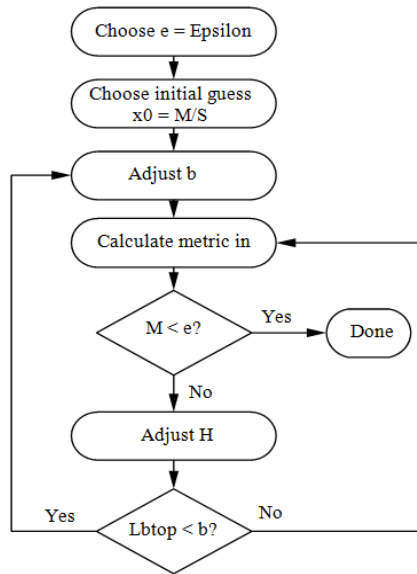 Choose e = Epsilon
Choose initial guess
x0 = M/S
Adjust b
Calculate metric in
M < e?
Yes
Done
No
Adjust H
Yes
Lbtop < b?
No